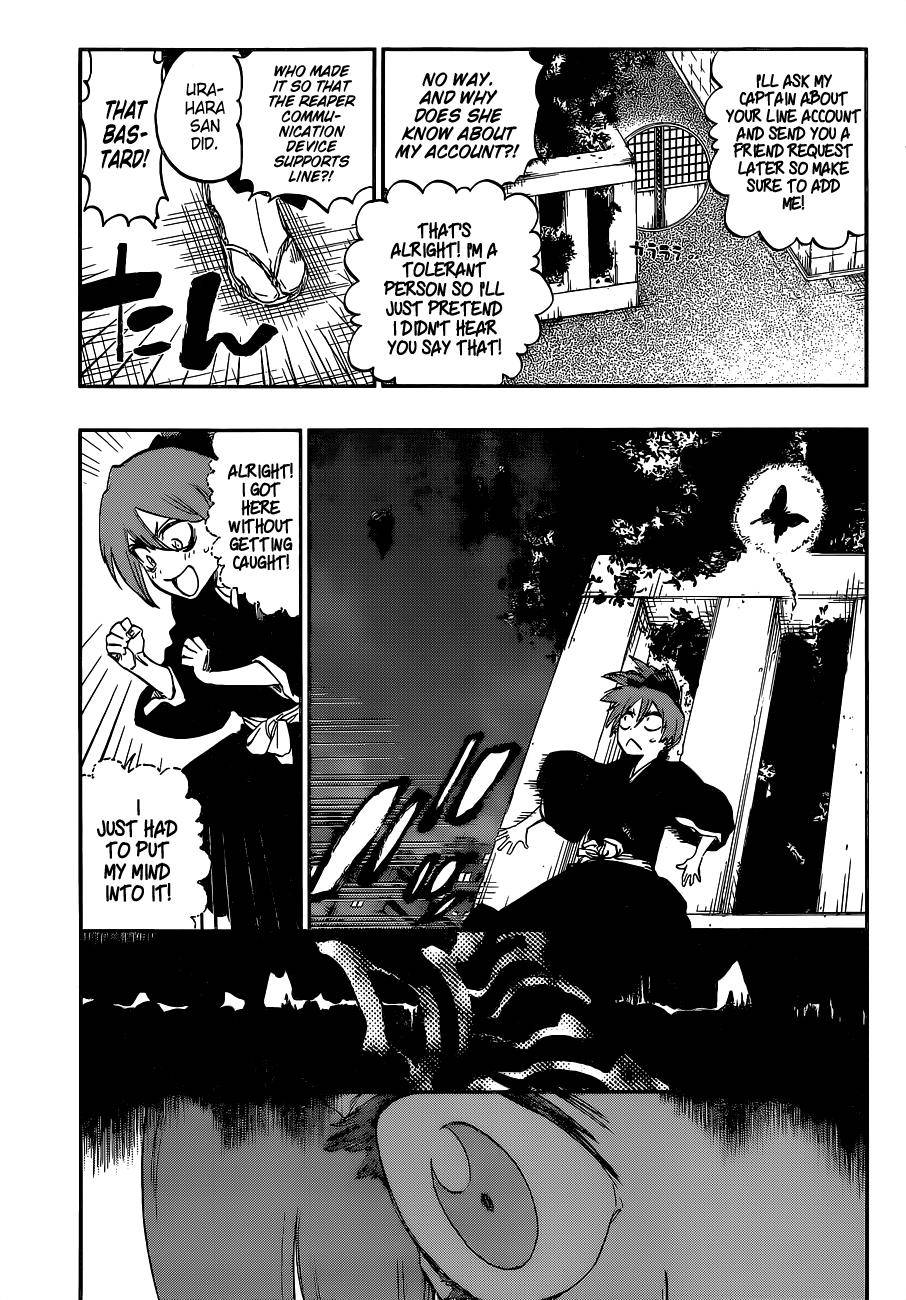 I'LL ASK MY
CAPTAIN ABOUT
YOUR LINE ACCOUNT
AND SEND YOU A
FRIEND REQUEST
LATER SO MAKE
SURE TO ADD
ME!
NO WAY.
AND WHY
DOES SHE
KNOW ABOUT
MY ACCOUNT?!
THAT'S
ALRIGHT! I'M A
TOLERANT
PERSON SO I'LL
JUST PRETEND
I DIDN'T HEAR
YOU SAY THAT!
WHO MADE
IT SO THAT
THE REAPER
COMMU-
NICATION
DEVICE
SUPPORTS
LINE?!
URA-
HARA
SAN
DID.
THAT
BAS-
TARD!
たん
ALRIGHT!
I GOT
HERE
WITHOUT
GETTING
CAUGHT!
I
JUST HAD
TO PUT
MY MIND
INTO IT!